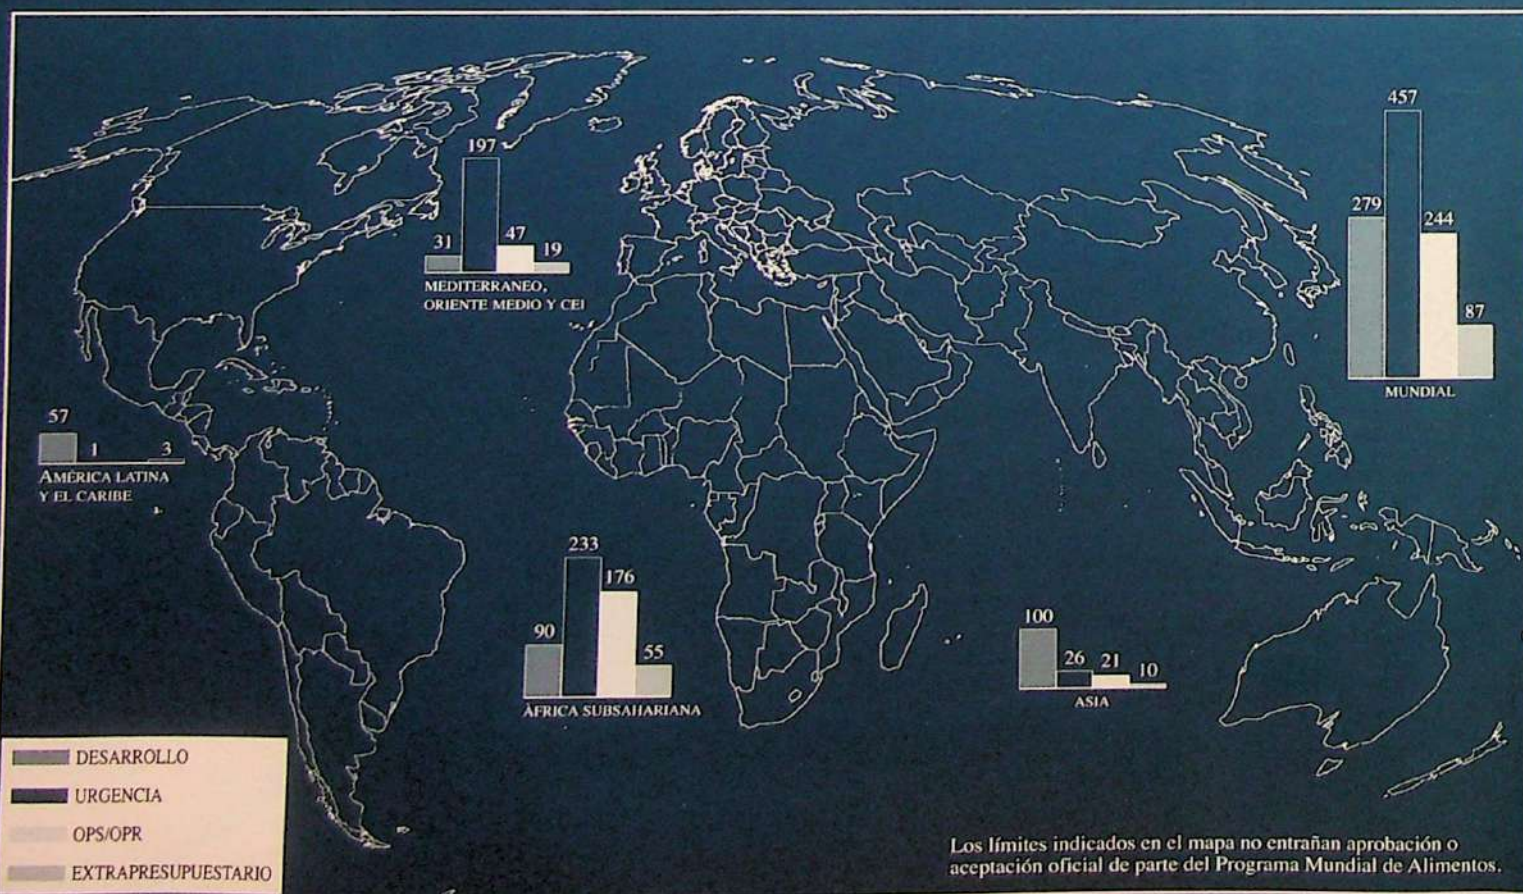 457
279
244
87
MUNDIAL
197
31
47
19
MEDITERRANEO,
ORIENTE MEDIO Y CEI
57
1
3
AMÉRICA LATINA
Y EL CARIBE
233
90
176
55
ÁFRICA SUBSAHARIANA
100
26
21
10
ASIA
DESARROLLO
URGENCIA
OPS/OPR
EXTRAPRESUPUESTARIO
Los límites indicados en el mapa no entrañan aprobación o
aceptación oficial de parte del Programa Mundial de Alimentos.